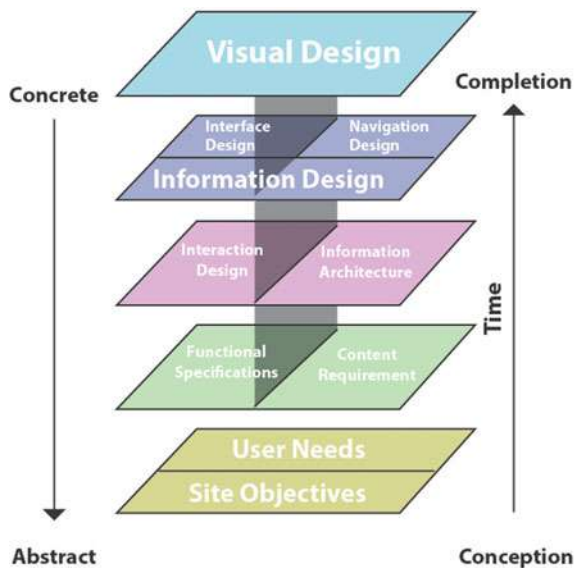 Visual Design
Concrete
Completion
Interface
Design
Navigation
Design
Information Design
Interaction
Design
Information
Architecture
Time
Functional
Specifications
Content
Requirement
User Needs
Site Objectives
Abstract
Conception